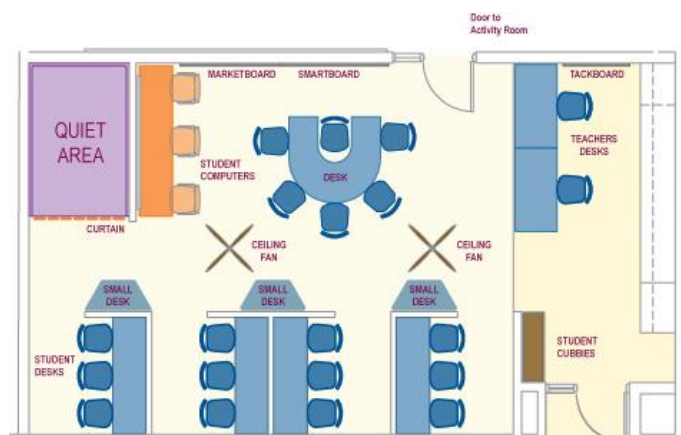 Door to
Activity Room
MARKETBOARD
SMARTBOARD
TACKBOARD
QUIET
AREA
TEACHERS
DESKS
STUDENT
COMPUTERS
DESK
CURTAIN
CEILING
FAN
CEILING
FAN
SMALL
DESK
SMALL
DESK
SMALL
DESK
STUDENT
DESKS
STUDENT
CUBBIES